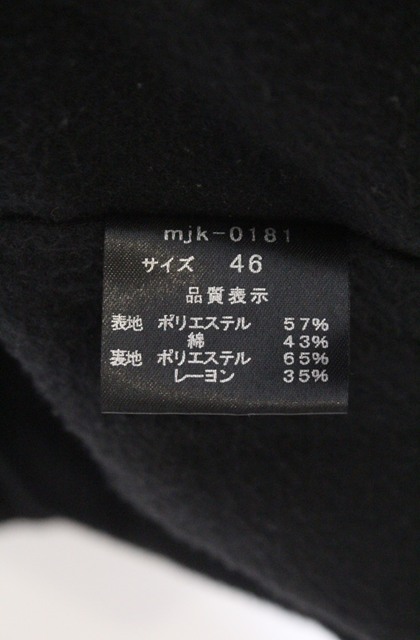 mjk-0181
サイズ 46
品質表示
表地 ポリエステル 57%
綿 43%
裏地 ポリエステル 65%
レーヨン 35%